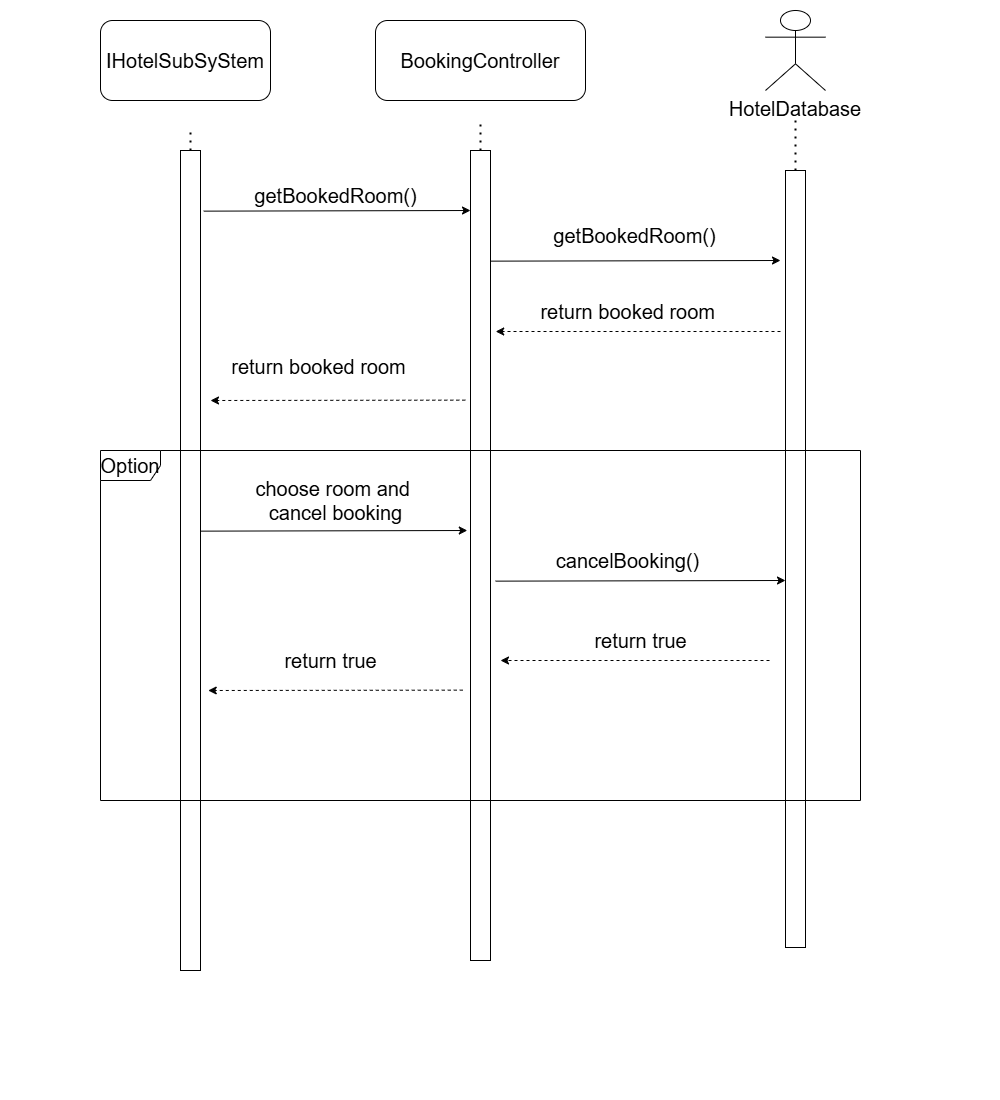 IHotelSubSyStem
BookingController
HotelDatabase
getBookedRoom()
getBookedRoom()
return booked room
return booked room
Option
choose room and
cancel booking
cancelBooking()
return true
return true